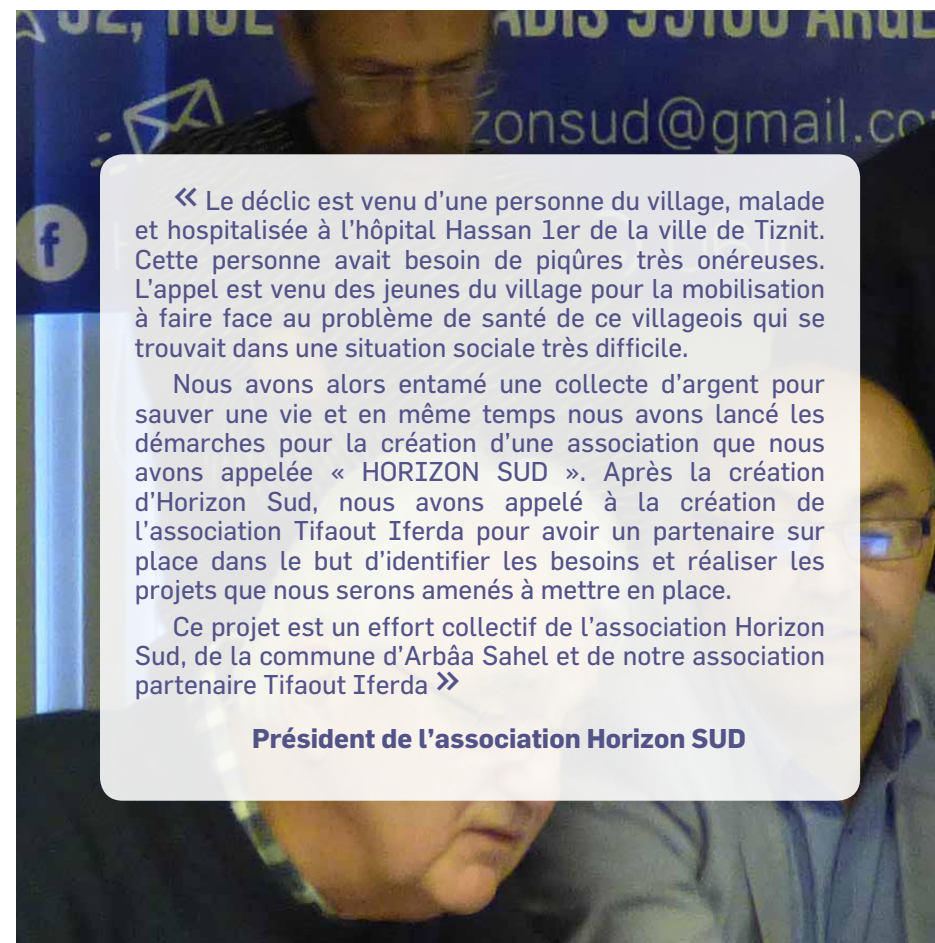 52, RUE
zonsud@gmail.co
« Le déclic est venu d’une personne du village, malade
et hospitalisée à l’hôpital Hassan 1er de la ville de Tiznit.
Cette personne avait besoin de piqûres très onéreuses.
L’appel est venu des jeunes du village pour la mobilisation
à faire face au problème de santé de ce villageois qui se
trouvait dans une situation sociale très difficile.
Nous avons alors entamé une collecte d’argent pour
sauver une vie et en même temps nous avons lancé les
démarches pour la création d’une association que nous
avons appelée « HORIZON SUD ». Après la création
d’Horizon Sud, nous avons appelé à la création de
l’association Tifaout Iferda pour avoir un partenaire sur
place dans le but d’identifier les besoins et réaliser les
projets que nous serons amenés à mettre en place.
Ce projet est un effort collectif de l’association Horizon
Sud, de la commune d’Arbâa Sahel et de notre association
partenaire Tifaout Iferda »
Président de l’association Horizon SUD